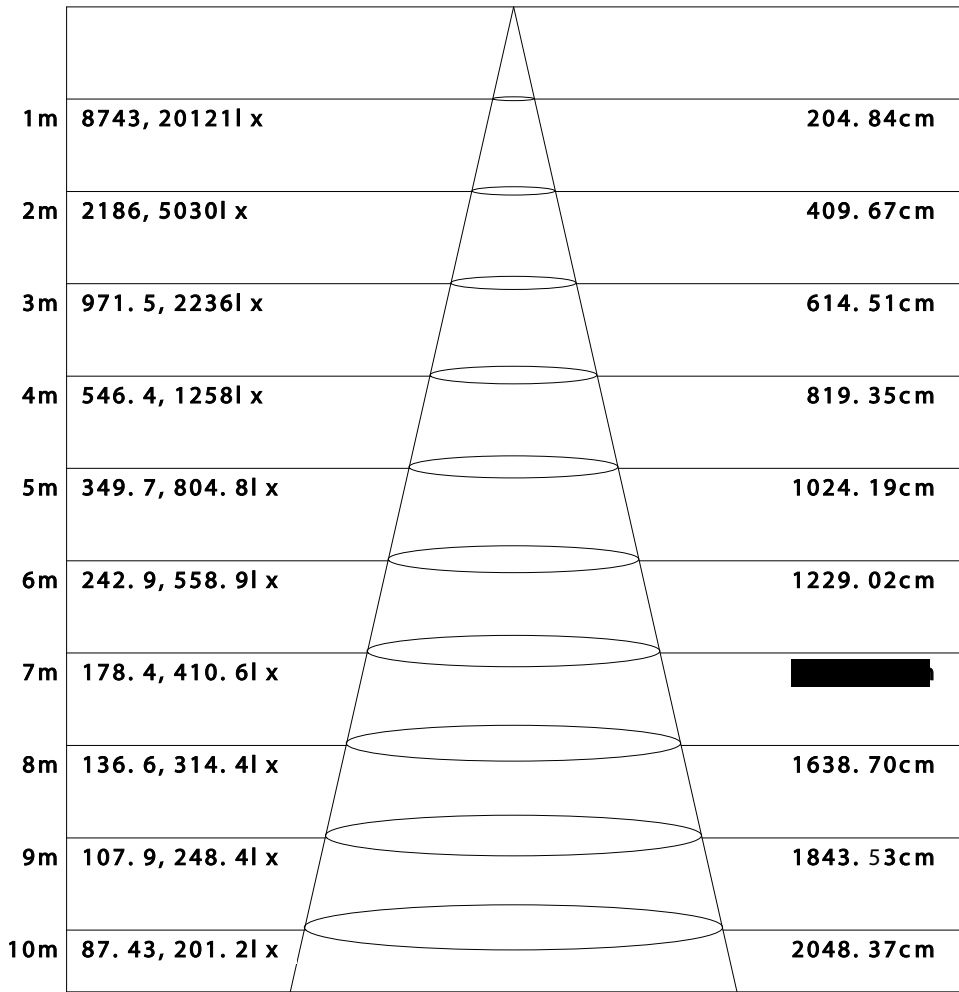 1m 8743, 20121l x 204. 84cm
2m 2186, 5030l x 409. 67cm
3m 971. 5, 2236l x 614. 51cm
4m 546. 4, 1258l x 819. 35cm
5m 349. 7, 804. 8l x 1024. 19cm
6m 242. 9, 558. 9l x 1229. 02cm
7m 178. 4, 410. 6l x
8m 136. 6, 314. 4l x 1638. 70cm
9m 107. 9, 248. 4l x 1843. 53cm
10m 87. 43, 201. 2l x 2048. 37cm